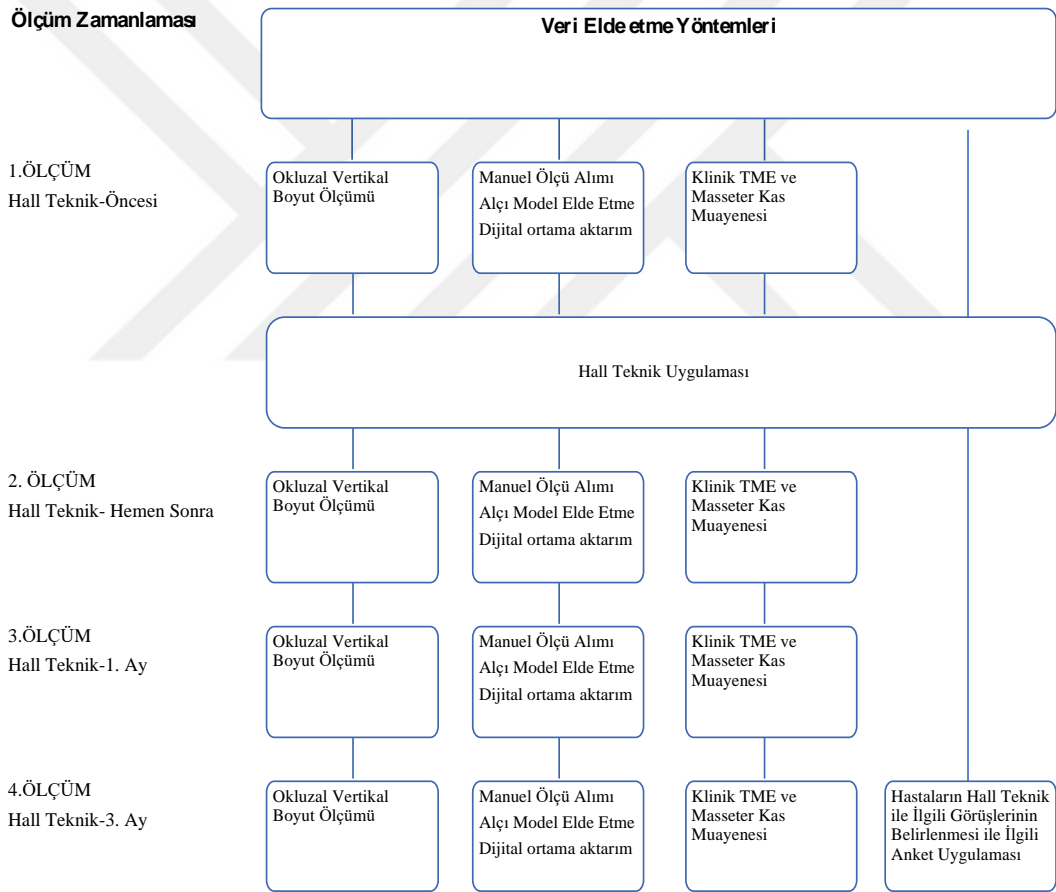 Ölçüm Zamanlaması
Veri Elde etme Yöntemleri
1.ÖLÇÜM
Hall Teknik-Öncesi
Okluzal Vertikal
Boyut Ölçümü
Manuel Ölçü Alımı
Alçı Model Elde Etme
Dijital ortama aktarım
Klinik TME ve
Masseter Kas
Muayenesi
Hall Teknik Uygulaması
2. ÖLÇÜM
Hall Teknik- Hemen Sonra
Okluzal Vertikal
Boyut Ölçümü
Manuel Ölçü Alımı
Alçı Model Elde Etme
Dijital ortama aktarım
Klinik TME ve
Masseter Kas
Muayenesi
3.ÖLÇÜM
Hall Teknik-1. Ay
Okluzal Vertikal
Boyut Ölçümü
Manuel Ölçü Alımı
Alçı Model Elde Etme
Dijital ortama aktarım
Klinik TME ve
Masseter Kas
Muayenesi
4.ÖLÇÜM
Hall Teknik-3. Ay
Okluzal Vertikal
Boyut Ölçümü
Manuel Ölçü Alımı
Alçı Model Elde Etme
Dijital ortama aktarım
Klinik TME ve
Masseter Kas
Muayenesi
Hastaların Hall Teknik
ile İlgili Görüşlerinin
Belirlenmesi ile İlgili
Anket Uygulaması